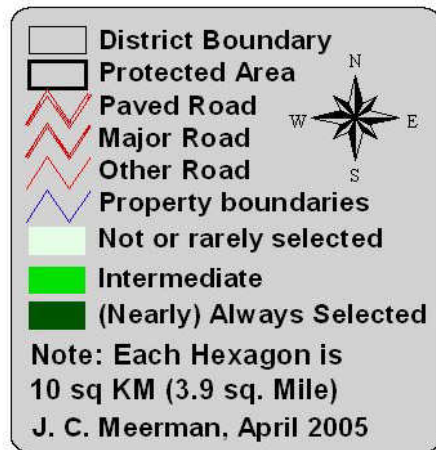 District Boundary
Protected Area
N
Paved Road
W
E
Major Road
Other Road
S
Property boundaries
Not or rarely selected
Intermediate
(Nearly) Always Selected
Note: Each Hexagon is
10 sq KM (3.9 sq. Mile)
J. C. Meerman, April 2005